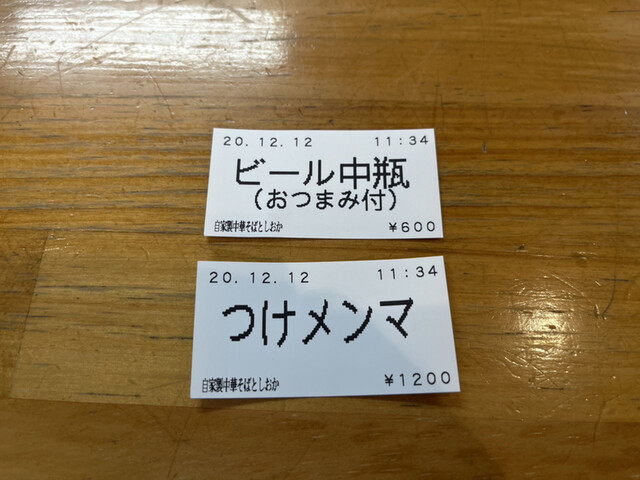 20.12.12 11:34
ビール中瓶
(おつまみ付)
自家製中華そばとしおか ¥600
20.12.12 11:34
つけメンマ
自家製中華そばとしおか ¥1200